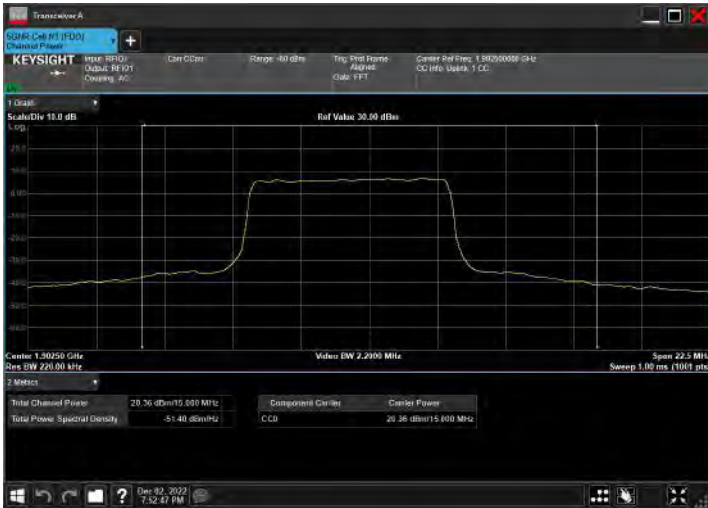 Transceiver A
5GNR Cell N1 (FDD)
Channel Power
KEYSIGHT
Input: RFIO1
Output: RFIO1
Coupling: AC
Corr CCorr
Trig:
Aligned
Gate: FFT
Carrier Ref Freq: 1.902500000 GHz
CC Info: Uplink, 1 CC
1 Graph
Scale/Div 10.0 dB
Ref Value 30.00 dBm
Log
Center 1.90250 GHz
Video BW 2.2000 MHz
Span 22.5 MHz
Res BW 220.00 kHz
Sweep 1.00 ms (1001 pts
2 Metrics
Total Channel Power
20.36 dBm/15.000 MHz
Total Power Spectral Density
-51.40 dBm/Hz
Component Carrier
Carrier Power
CC0
20.36 dBm/15.000 MHz
Dec 02, 2022
7:52:47 PM